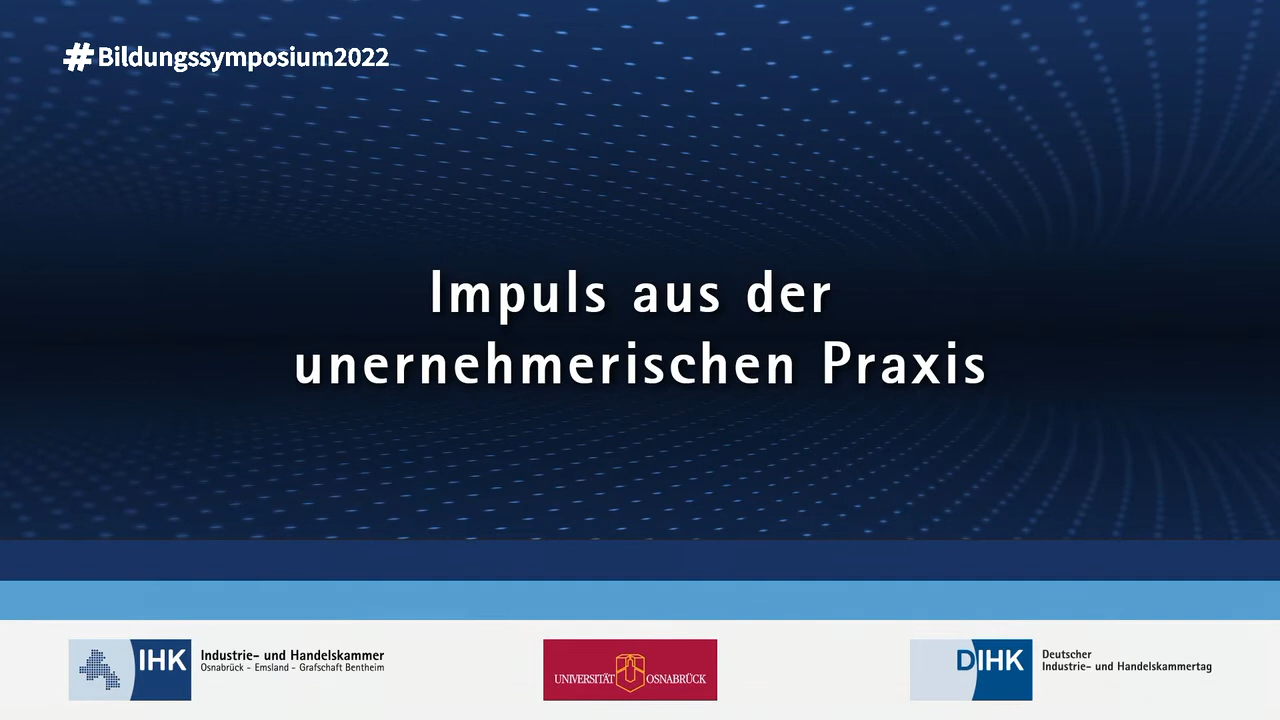 #Bildungssymposium2022
Impuls aus der
unernehmerischen Praxis
IHK
Industrie- und Handelskammer
Osnabrück - Emsland - Grafschaft Bentheim
UNIVERSITÄT OSNABRÜCK
DIHK
Deutscher
Industrie- und Handelskammertag